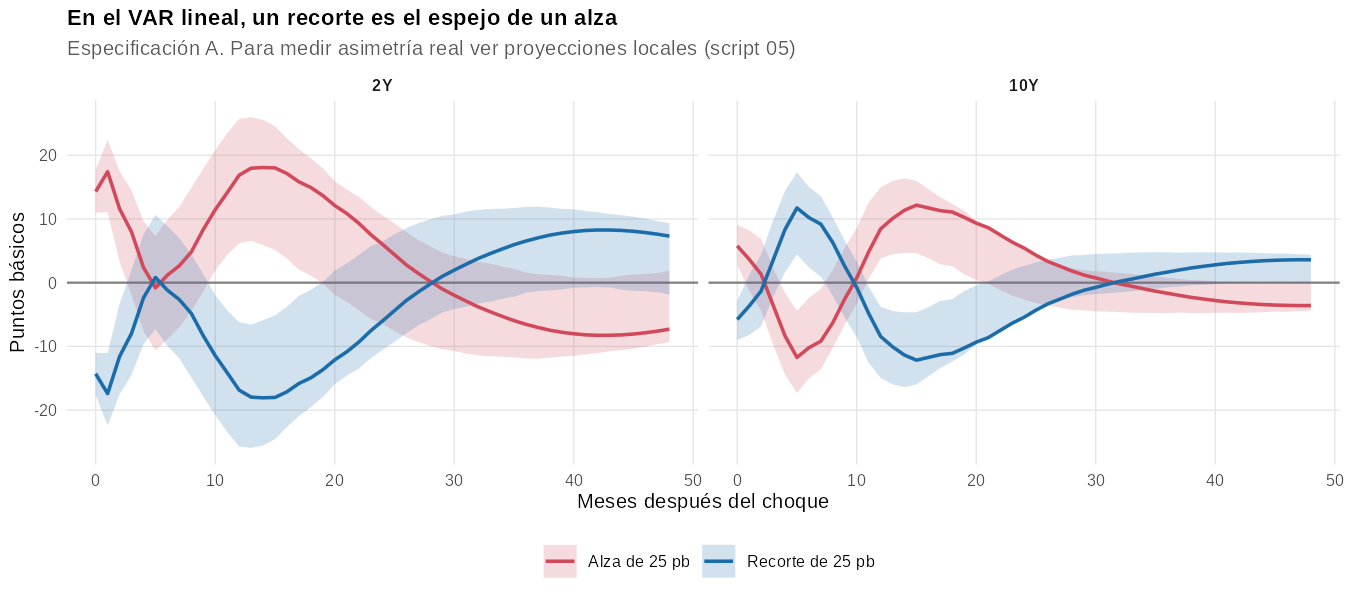 En el VAR lineal, un recorte es el espejo de un alza
Especificación A. Para medir asimetría real ver proyecciones locales (script 05)
2Y
10Y
Puntos básicos
20
10
0
-10
-20
0 10 20 30 40 50
0 10 20 30 40 50
Meses después del choque
Alza de 25 pb
Recorte de 25 pb